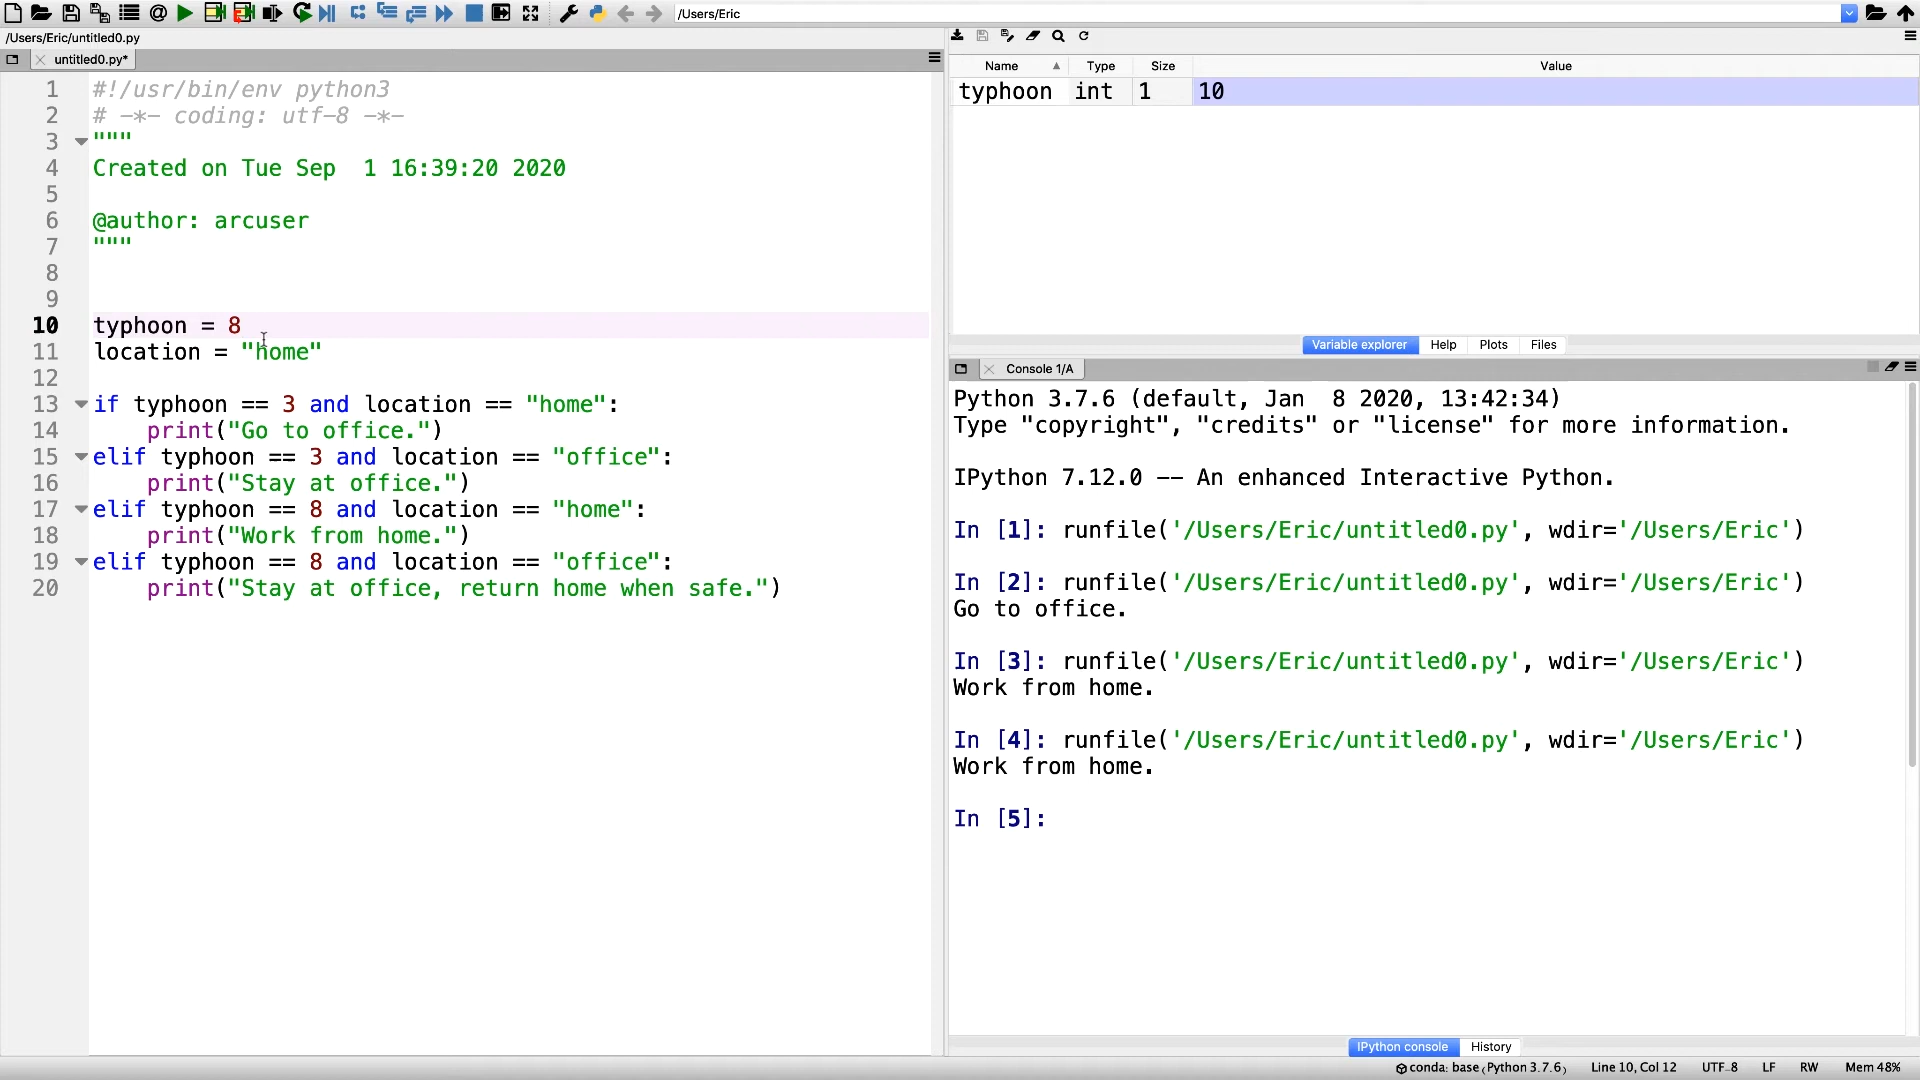 /Users/Eric
/Users/Eric/untitled0.py
untitled0.py*
1 #!/usr/bin/env python3
2 # -*- coding: utf-8 -*-
3 """
4 Created on Tue Sep  1 16:39:20 2020
5
6 @author: arcuser
7 """
8
9
10 typhoon = 8
11 location = "home"
12
13 if typhoon == 3 and location == "home":
14     print("Go to office.")
15 elif typhoon == 3 and location == "office":
16     print("Stay at office.")
17 elif typhoon == 8 and location == "home":
18     print("Work from home.")
19 elif typhoon == 8 and location == "office":
20     print("Stay at office, return home when safe.")
Name Type Size Value
typhoon int 1 10
Variable explorer Help Plots Files
Console 1/A
Python 3.7.6 (default, Jan  8 2020, 13:42:34)
Type "copyright", "credits" or "license" for more information.
IPython 7.12.0 -- An enhanced Interactive Python.
In [1]: runfile('/Users/Eric/untitled0.py', wdir='/Users/Eric')
In [2]: runfile('/Users/Eric/untitled0.py', wdir='/Users/Eric')
Go to office.
In [3]: runfile('/Users/Eric/untitled0.py', wdir='/Users/Eric')
Work from home.
In [4]: runfile('/Users/Eric/untitled0.py', wdir='/Users/Eric')
Work from home.
In [5]:
IPython console History
conda: base (Python 3.7.6) Line 10, Col 12 UTF-8 LF RW Mem 48%